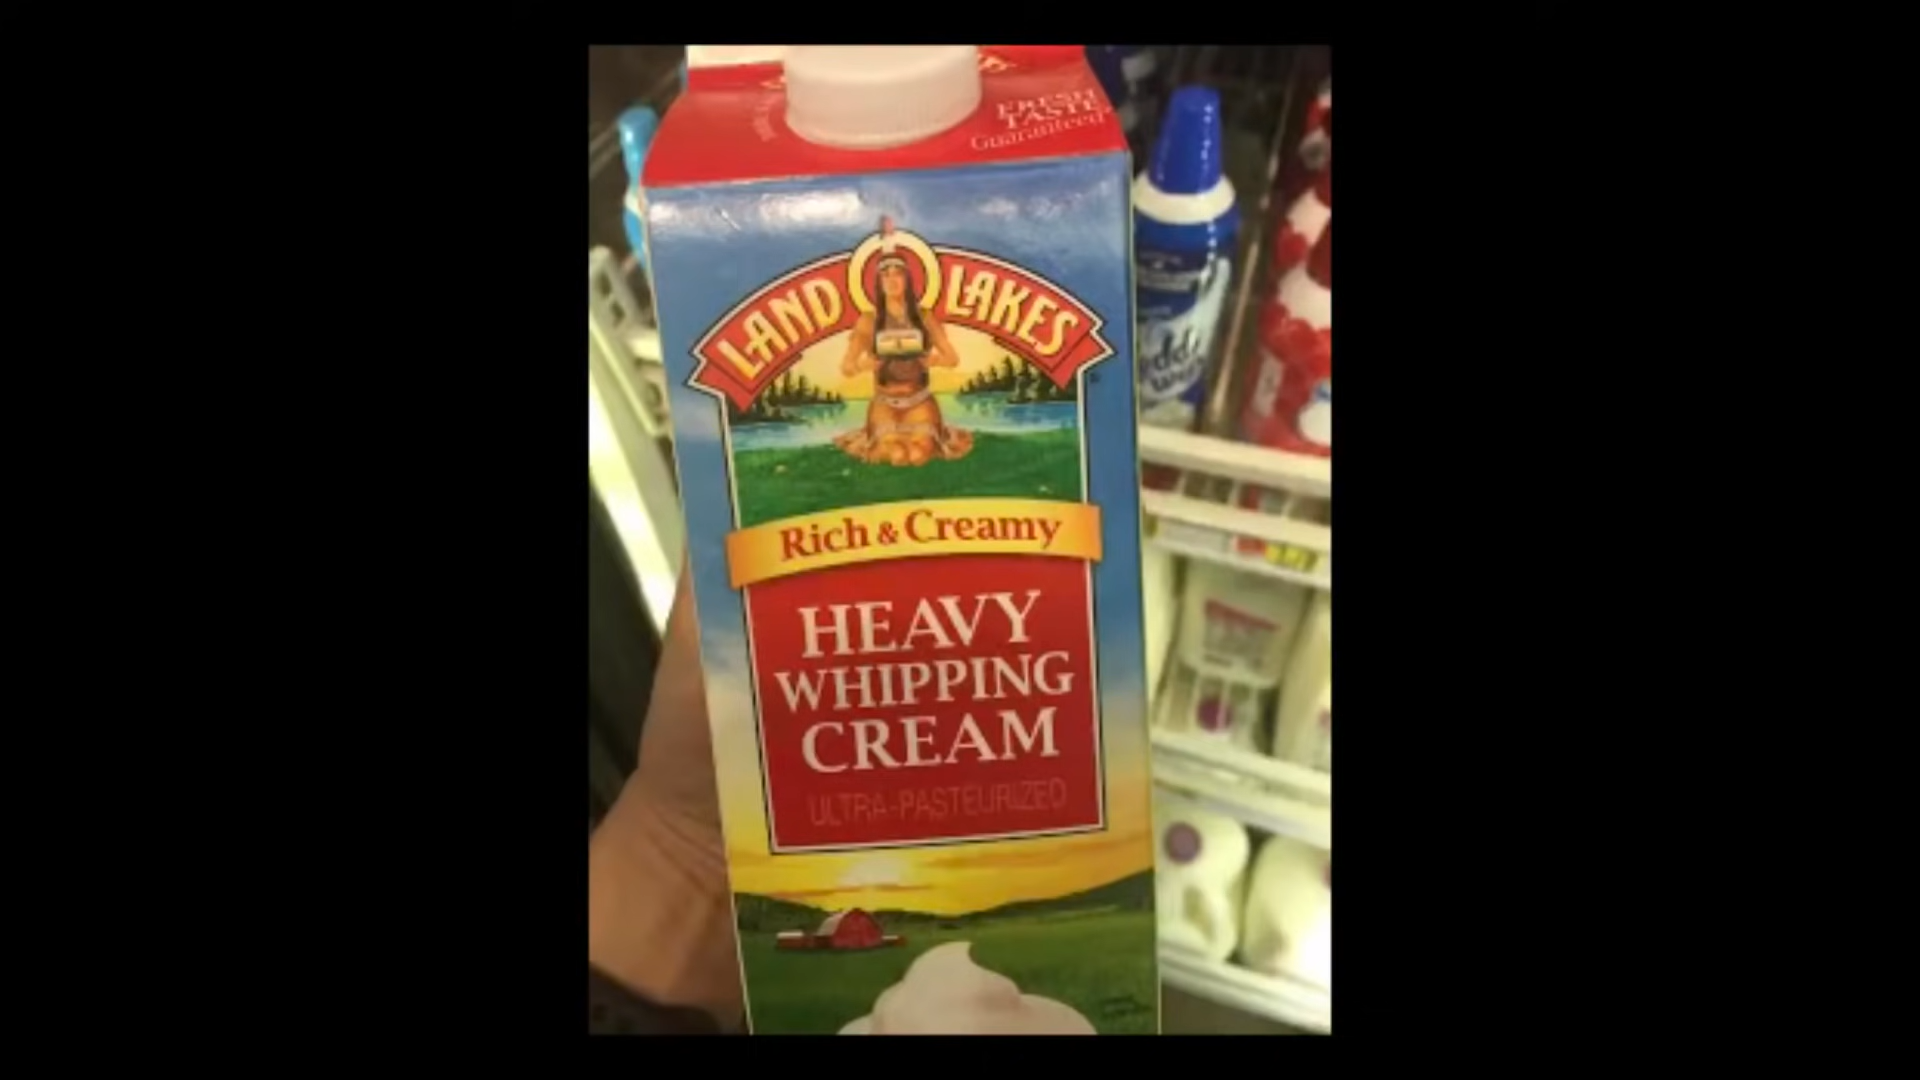 FRESH
TASTE
Guaranteed
LAND O LAKES
Rich & Creamy
HEAVY
WHIPPING
CREAM
ULTRA-PASTEURIZED